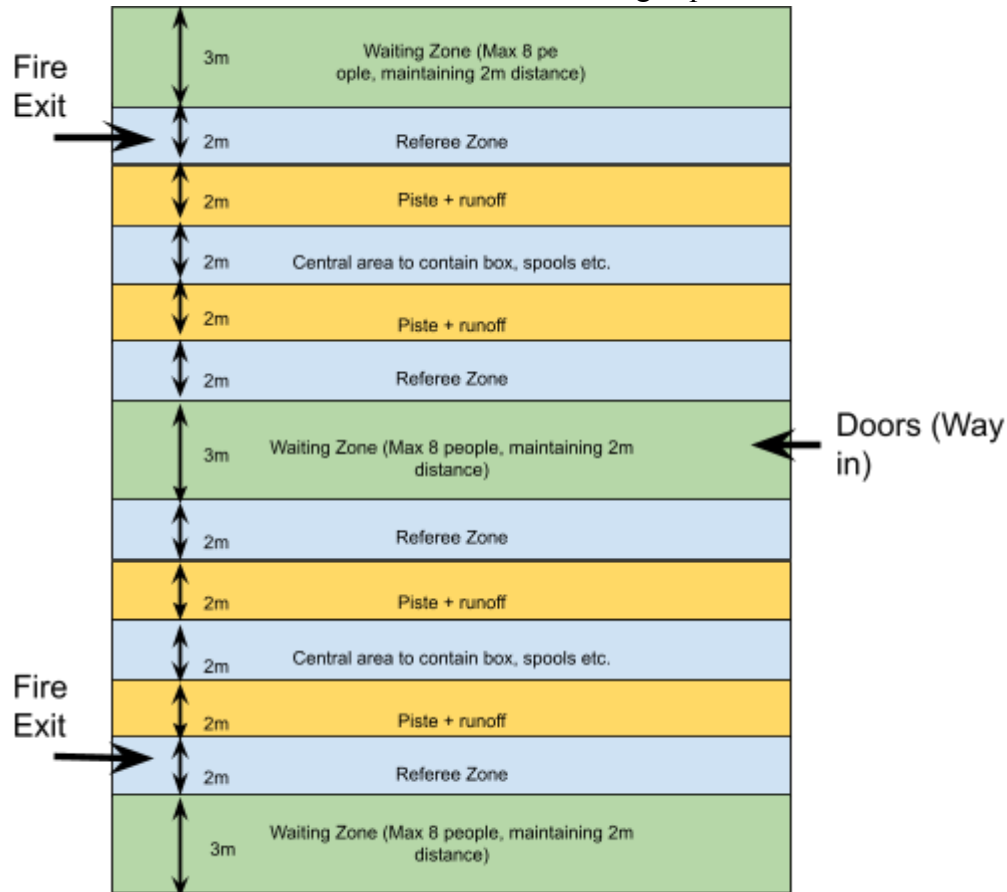 3m
Waiting Zone (Max 8 pe
ople, maintaining 2m distance)
Fire
Exit
2m
Referee Zone
2m
Piste + runoff
2m
Central area to contain box, spools etc.
2m
Piste + runoff
2m
Referee Zone
3m
Waiting Zone (Max 8 people, maintaining 2m
distance)
Doors (Way
in)
2m
Referee Zone
2m
Piste + runoff
2m
Central area to contain box, spools etc.
Fire
Exit
2m
Piste + runoff
2m
Referee Zone
3m
Waiting Zone (Max 8 people, maintaining 2m
distance)